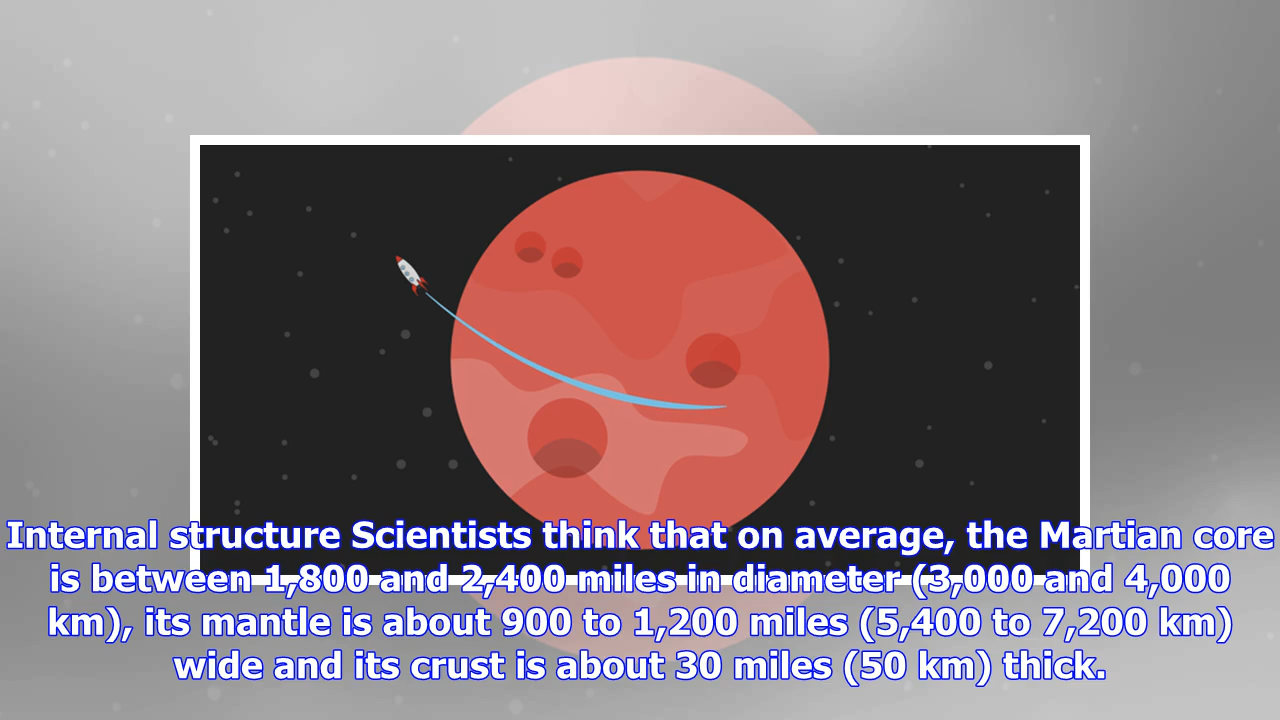 Internal structure Scientists think that on average, the Martian core
is between 1,800 and 2,400 miles in diameter (3,000 and 4,000
km), its mantle is about 900 to 1,200 miles (5,400 to 7,200 km)
wide and its crust is about 30 miles (50 km) thick.